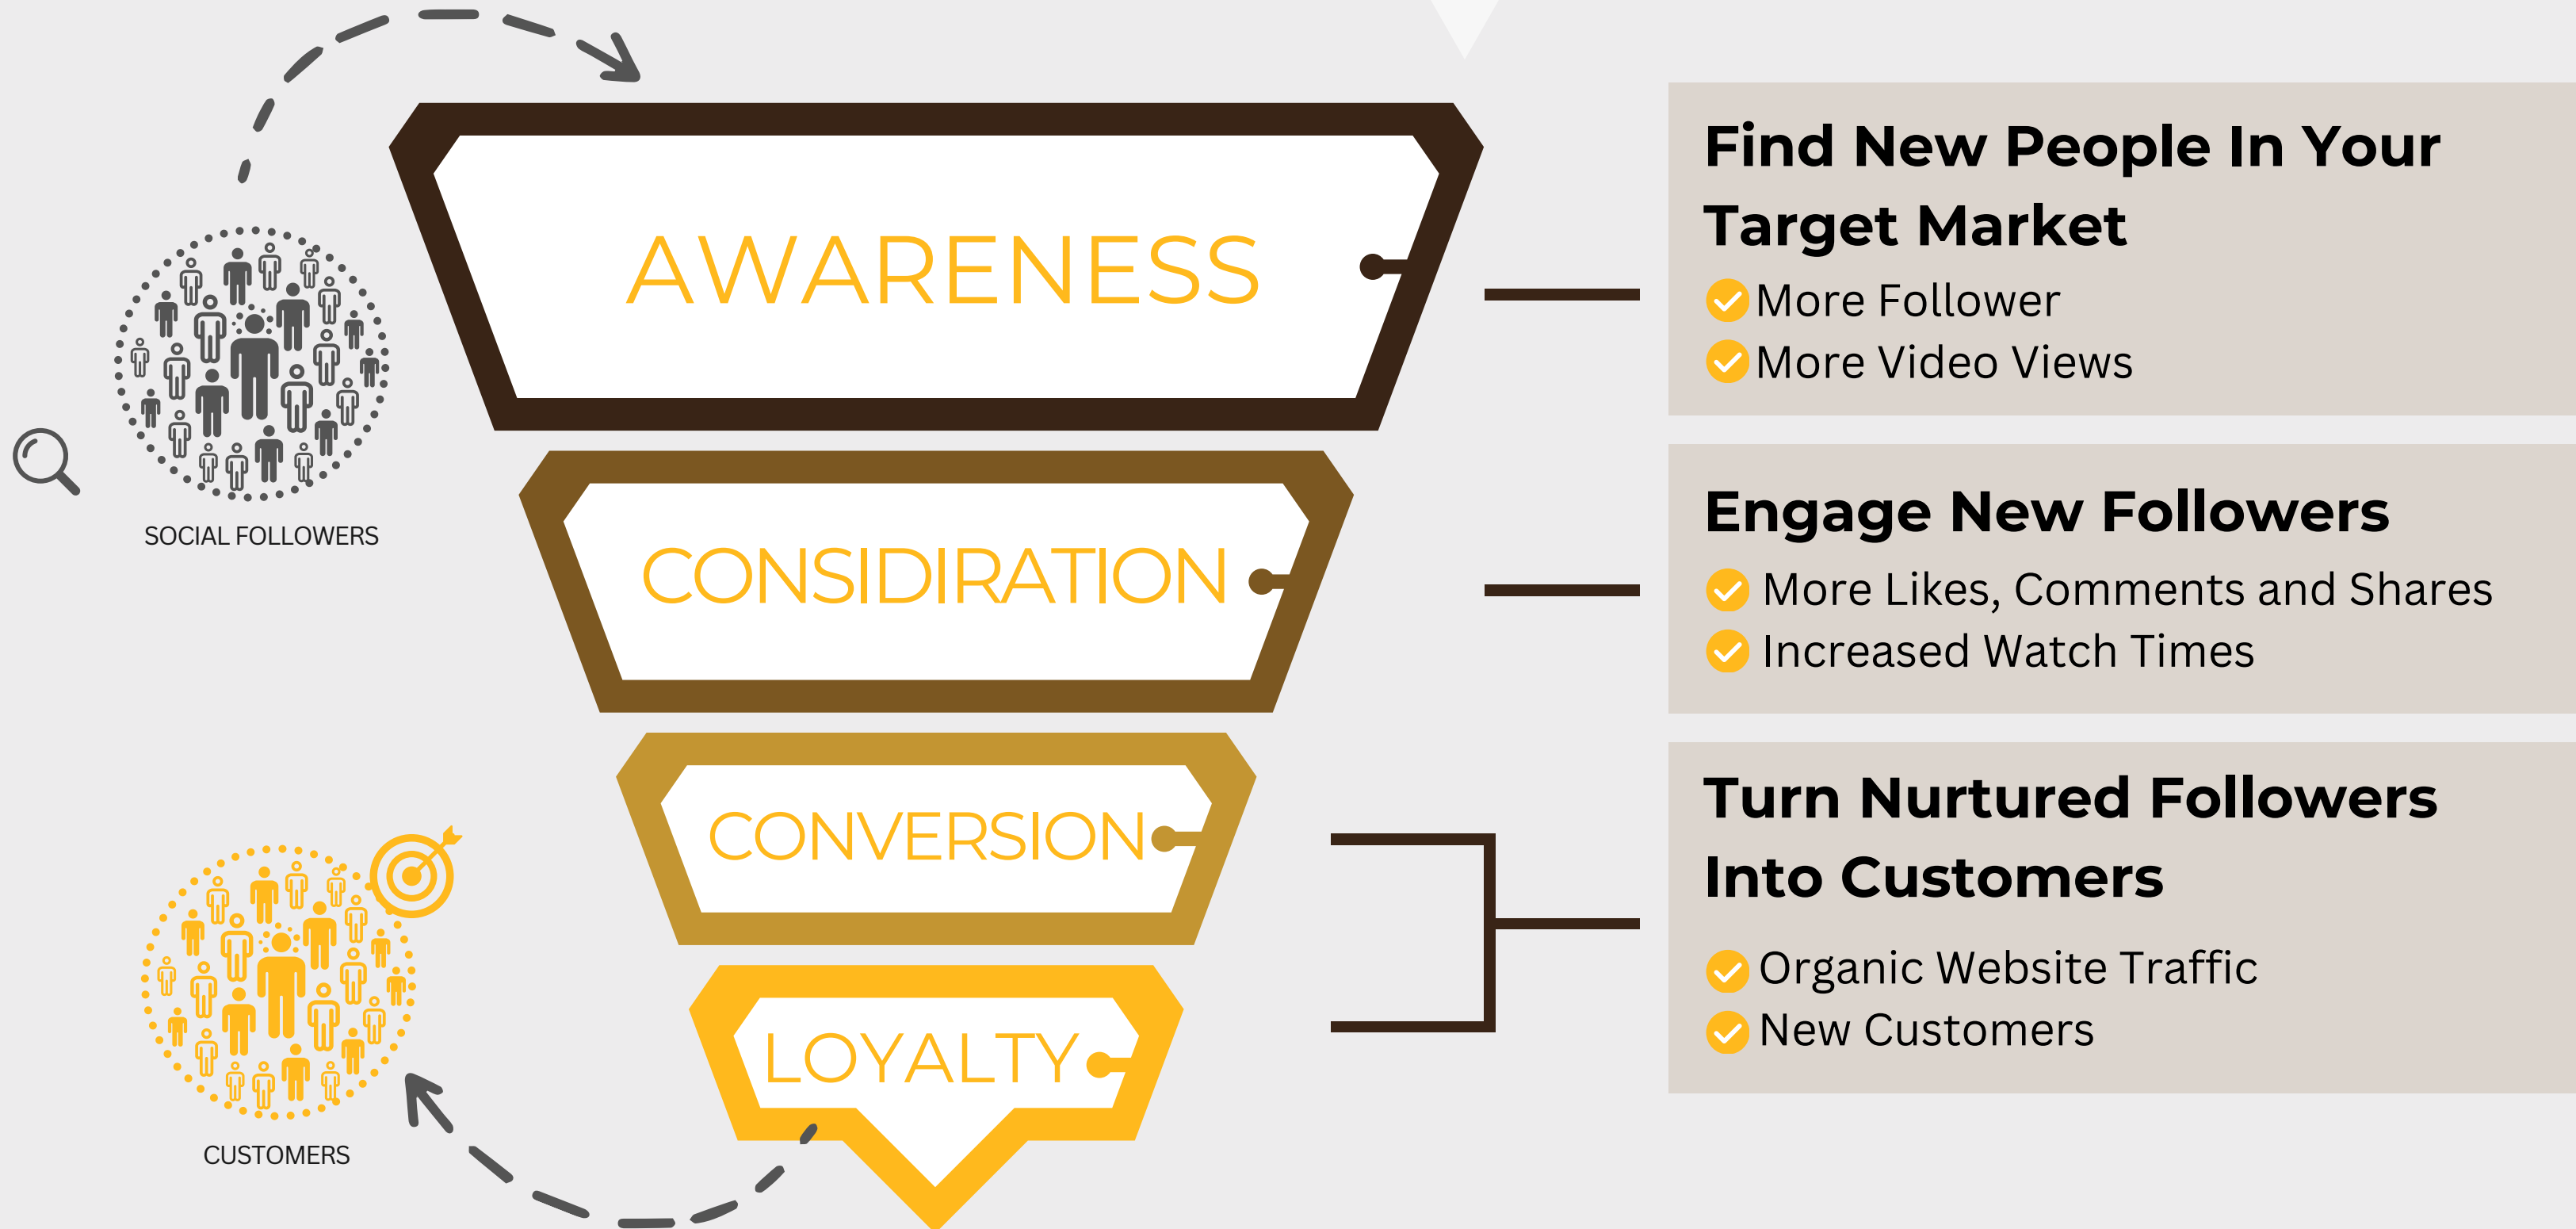 AWARENESS
CONSIDIRATION
CONVERSION
LOYALTY
SOCIAL FOLLOWERS
CUSTOMERS
Find New People In Your
Target Market
More Follower
More Video Views
Engage New Followers
More Likes, Comments and Shares
Increased Watch Times
Turn Nurtured Followers
Into Customers
Organic Website Traffic
New Customers